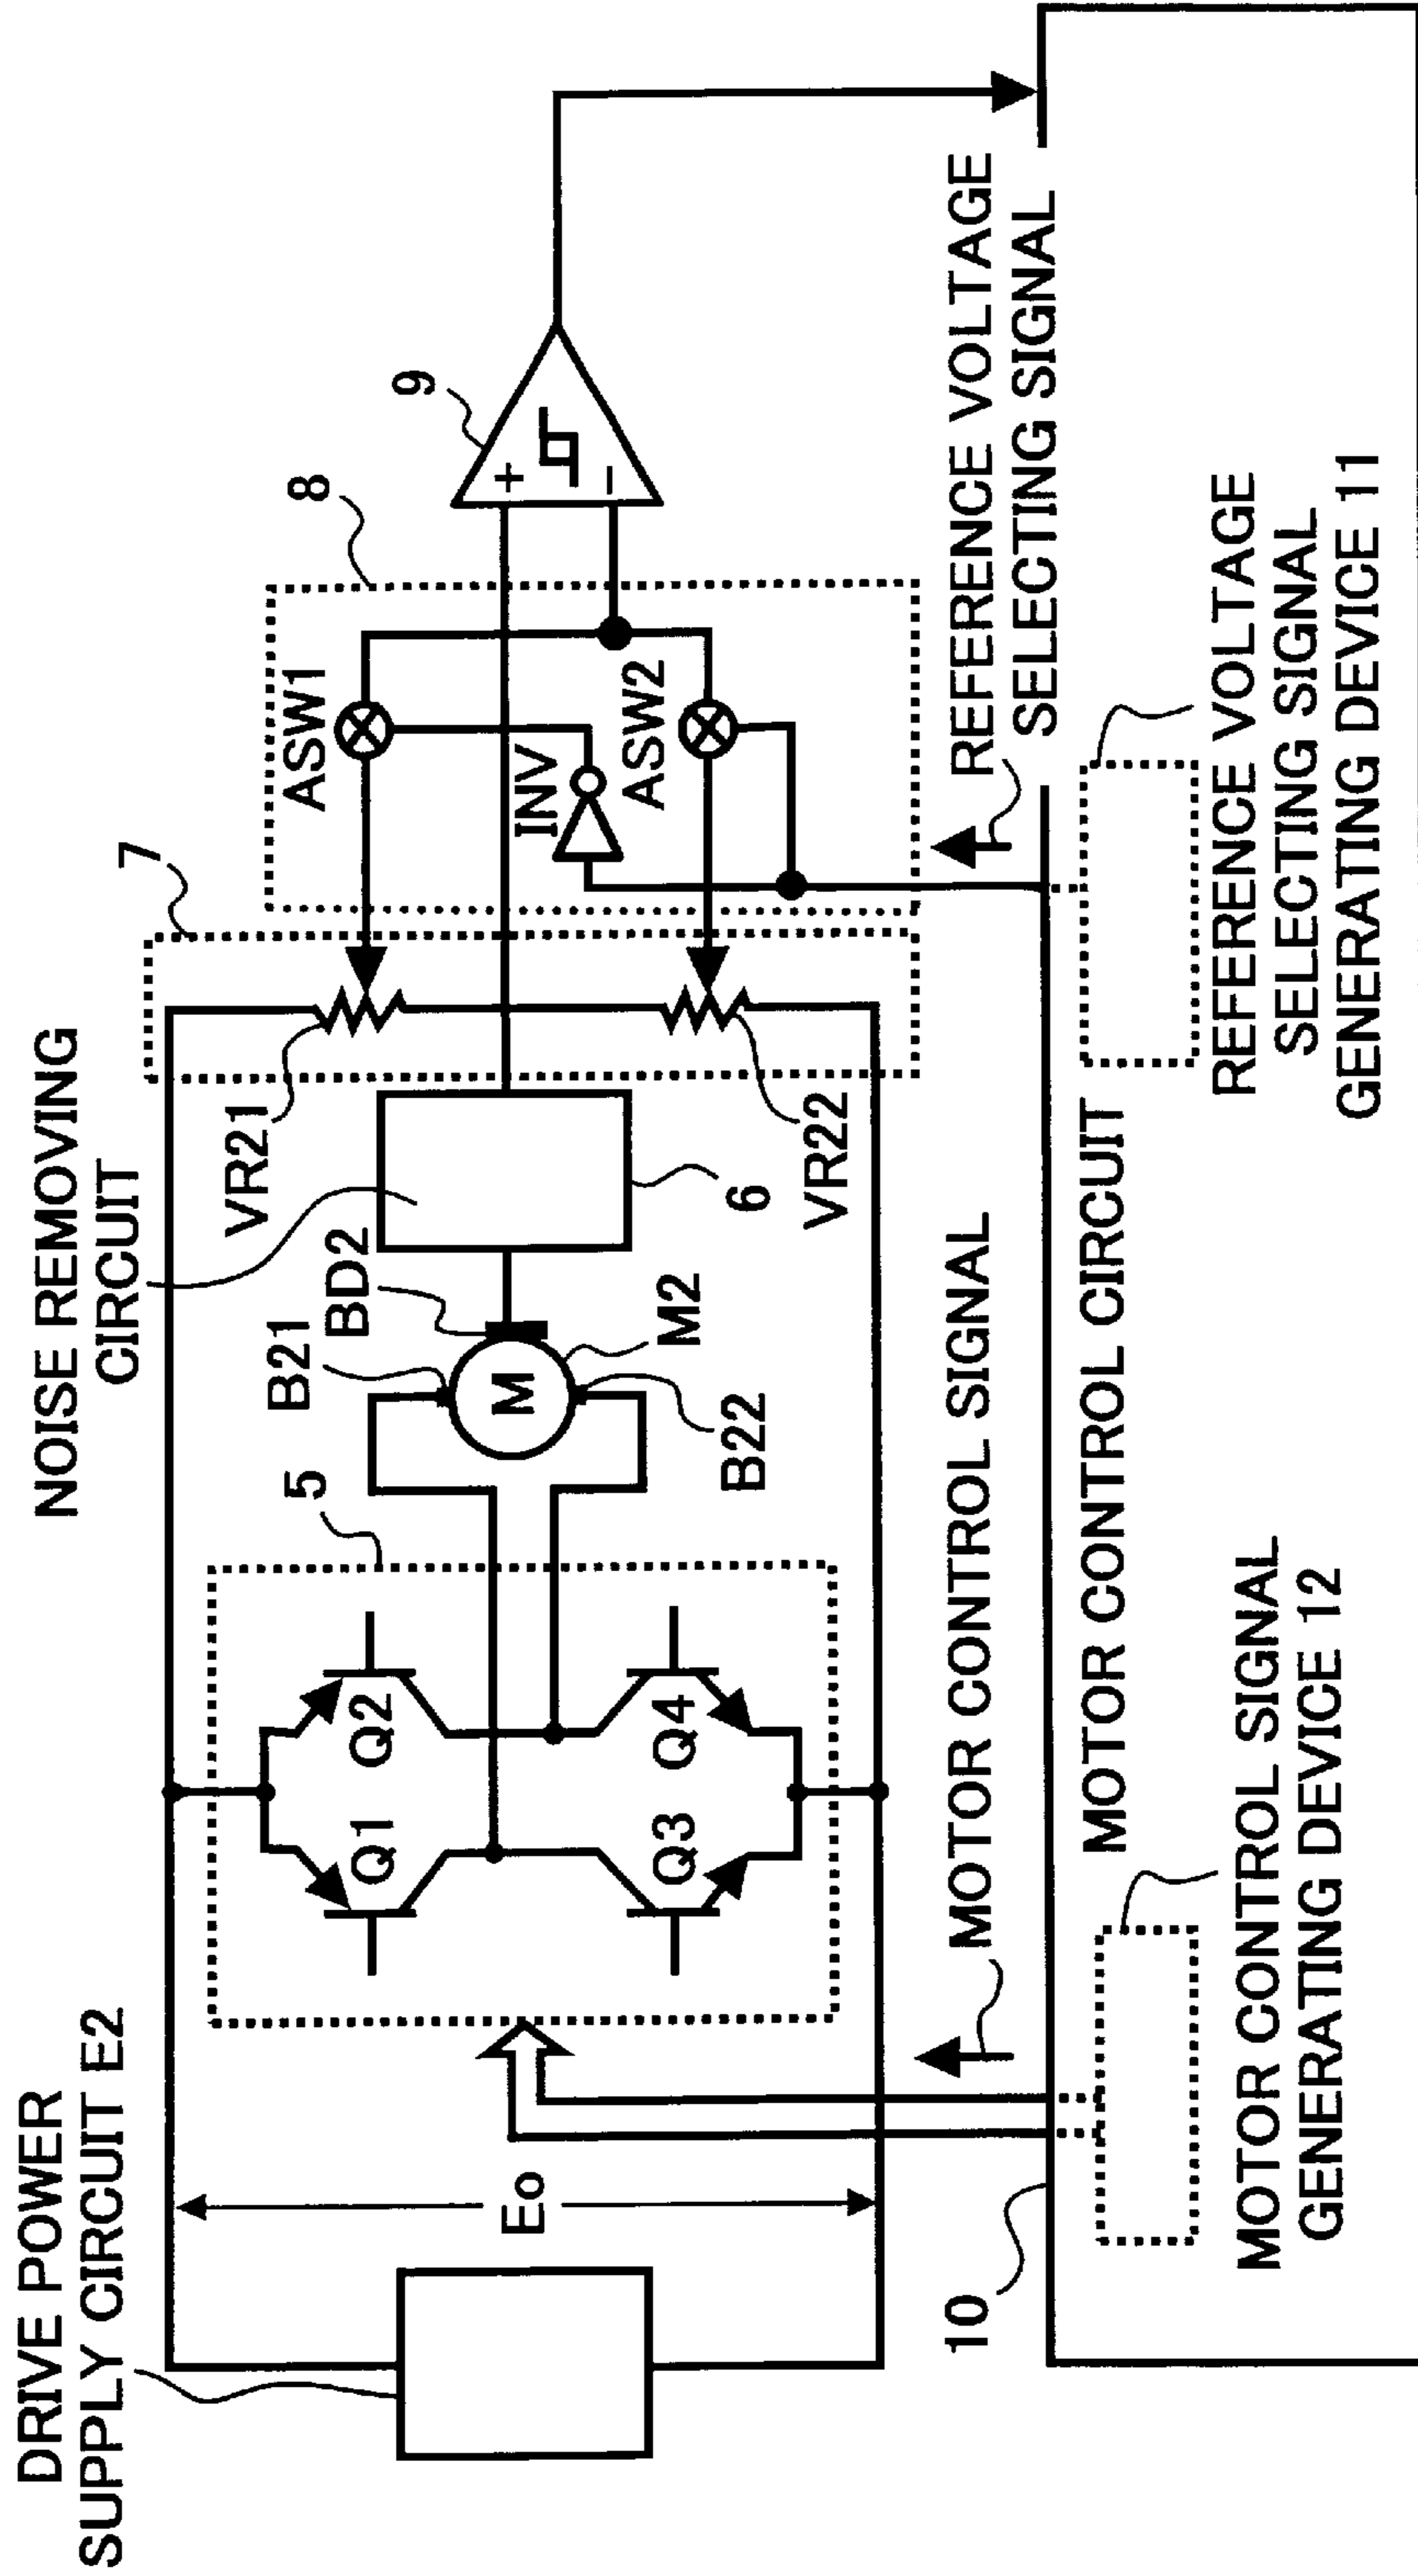 DRIVE POWER
SUPPLY CIRCUIT E2
NOISE REMOVING
CIRCUIT
7
8
9
5
Q1
Q2
Q3
Q4
Eo
B21
BD2
M
M2
B22
6
VR21
VR22
ASW1
INV
ASW2
+
−
MOTOR CONTROL SIGNAL
REFERENCE VOLTAGE
SELECTING SIGNAL
10
MOTOR CONTROL CIRCUIT
MOTOR CONTROL SIGNAL
GENERATING DEVICE 12
REFERENCE VOLTAGE
SELECTING SIGNAL
GENERATING DEVICE 11